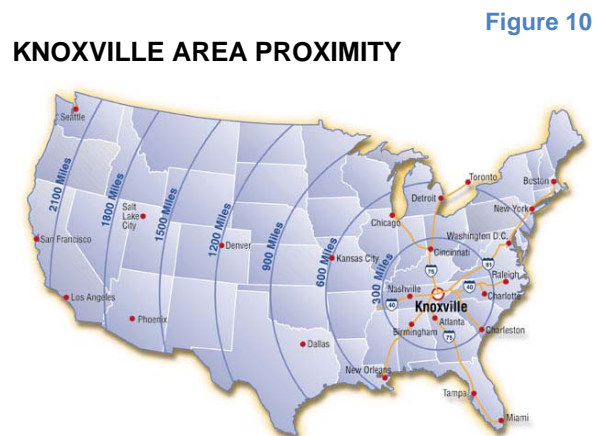 Figure 10
KNOXVILLE AREA PROXIMITY
Seattle
2100 Miles
1800 Miles
1500 Miles
1200 Miles
900 Miles
600 Miles
300 Miles
Salt
Lake
City
Denver
Kansas City
San Francisco
Los Angeles
Phoenix
Dallas
Chicago
Detroit
Toronto
Boston
New York
Washington D.C.
Cincinnati
75
81
Raleigh
40
Nashville
40
Knoxville
Charlotte
Birmingham
Atlanta
75
Charleston
New Orleans
Tampa
Miami